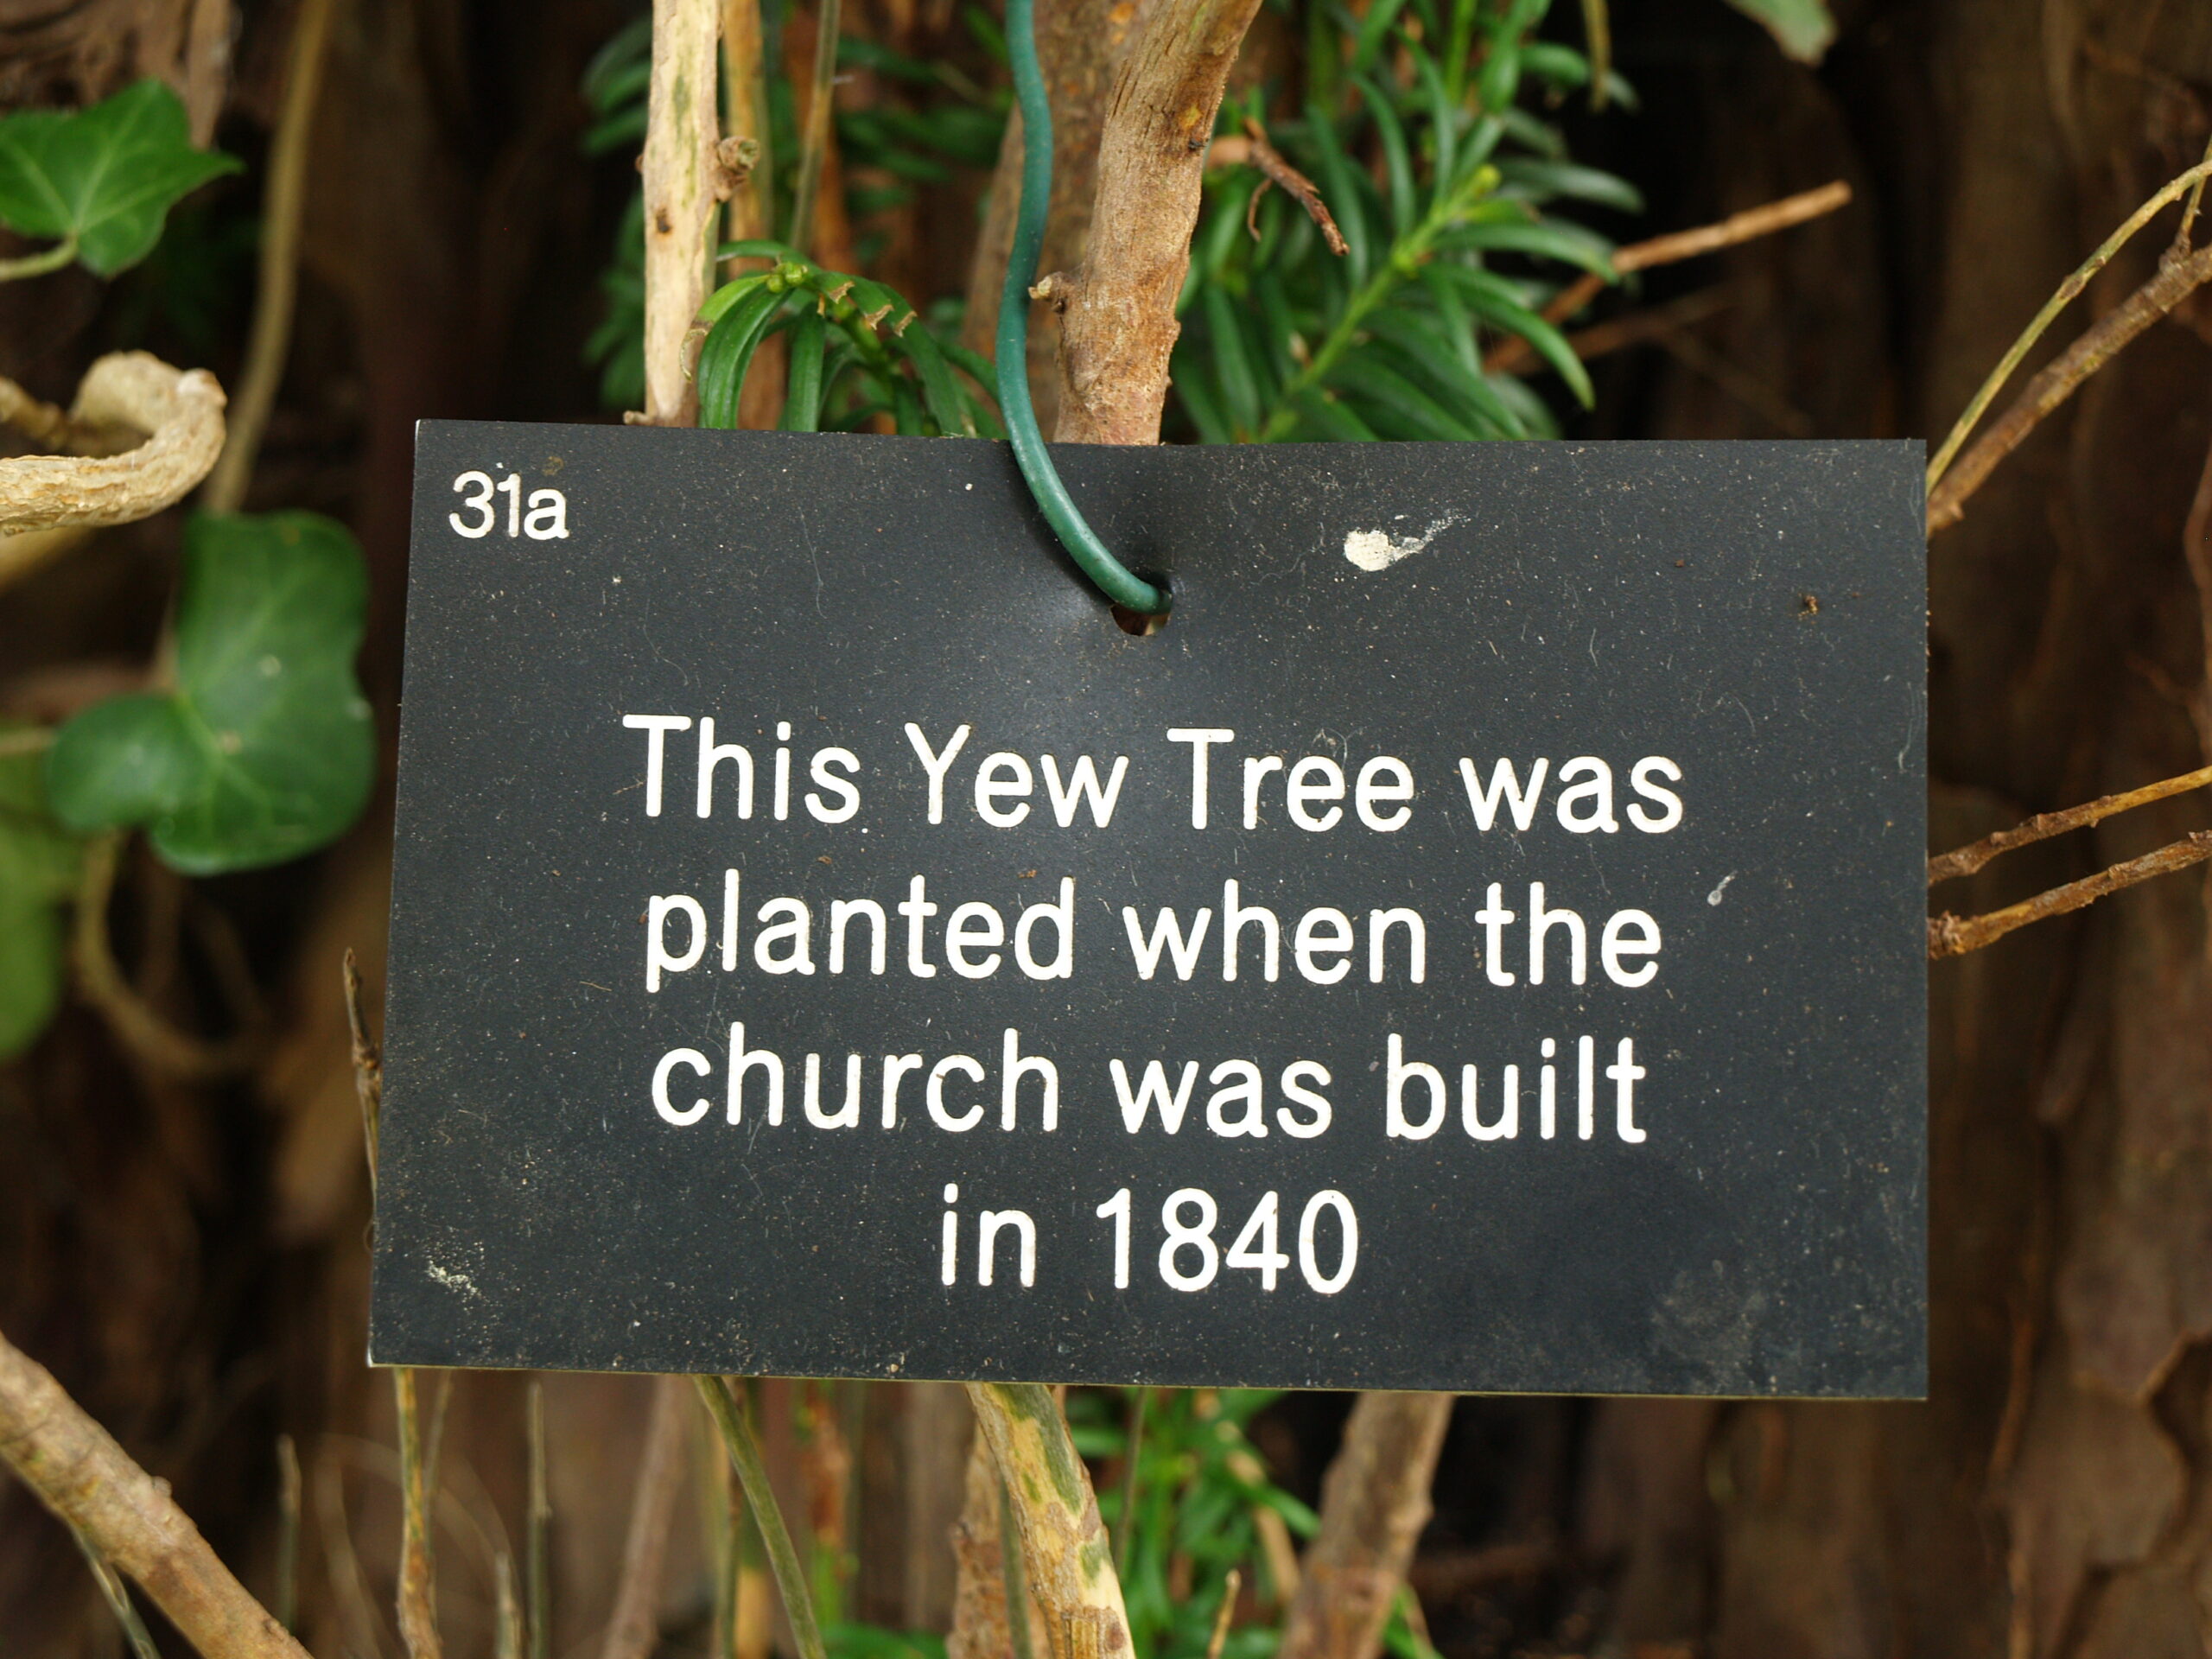 31a
This Yew Tree was
planted when the
church was built
in 1840